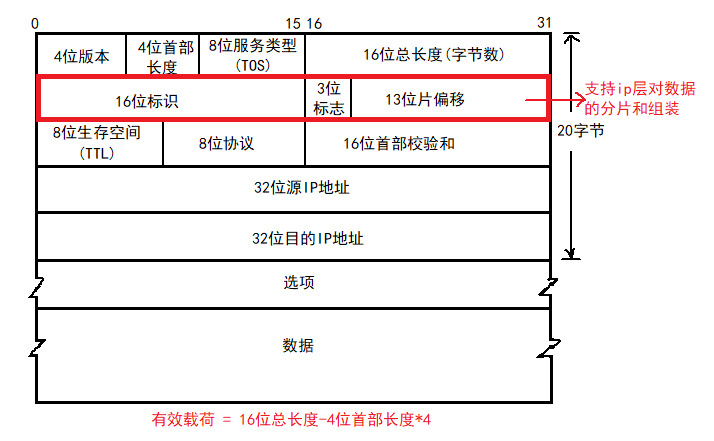 0
15 16
31
4位版本
4位首部
长度
8位服务类型
(TOS)
16位总长度(字节数)
16位标识
3位
标志
13位片偏移
支持ip层对数据
的分片和组装
20字节
8位生存空间
(TTL)
8位协议
16位首部校验和
32位源IP地址
32位目的IP地址
选项
数据
有效载荷 = 16位总长度-4位首部长度*4